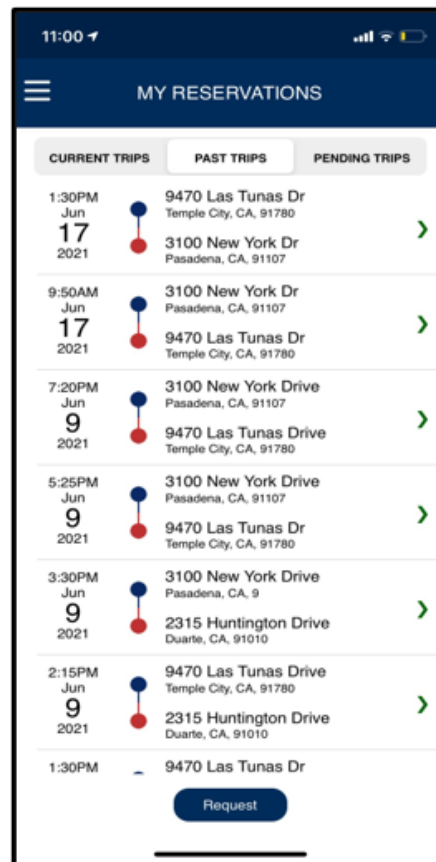 11:00
MY RESERVATIONS
CURRENT TRIPS PAST TRIPS PENDING TRIPS
1:30PM
Jun
17
2021
9470 Las Tunas Dr
Temple City, CA, 91780
3100 New York Dr
Pasadena, CA, 91107
9:50AM
Jun
17
2021
3100 New York Dr
Pasadena, CA, 91107
9470 Las Tunas Dr
Temple City, CA, 91780
7:20PM
Jun
9
2021
3100 New York Drive
Pasadena, CA, 91107
9470 Las Tunas Drive
Temple City, CA, 91780
5:25PM
Jun
9
2021
3100 New York Drive
Pasadena, CA, 91107
9470 Las Tunas Dr
Temple City, CA, 91780
3:30PM
Jun
9
2021
3100 New York Drive
Pasadena, CA, 9
2315 Huntington Drive
Duarte, CA, 91010
2:15PM
Jun
9
2021
9470 Las Tunas Drive
Temple City, CA, 91780
2315 Huntington Drive
Duarte, CA, 91010
1:30PM
9470 Las Tunas Dr
Request